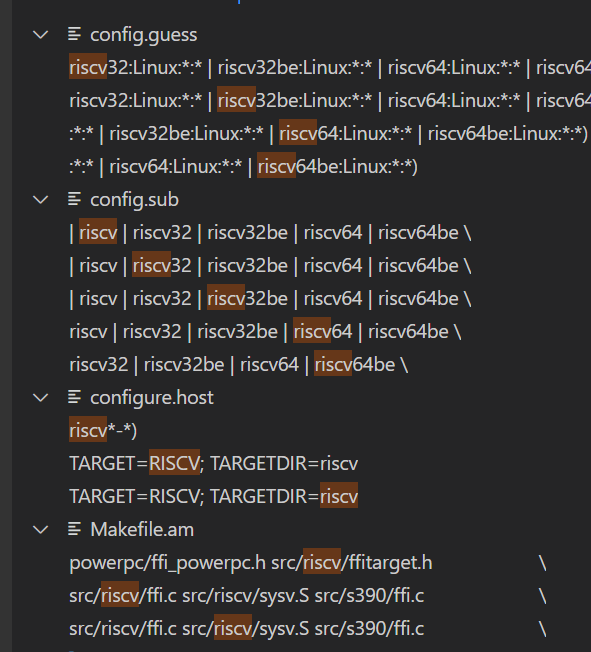 config.guess
riscv32:Linux:*:* | riscv32be:Linux:*:* | riscv64:Linux:*:* | riscv64
riscv32:Linux:*:* | riscv32be:Linux:*:* | riscv64:Linux:*:* | riscv64
:*:* | riscv32be:Linux:*:* | riscv64:Linux:*:* | riscv64be:Linux:*:*)
:*:* | riscv64:Linux:*:* | riscv64be:Linux:*:*)
config.sub
| riscv | riscv32 | riscv32be | riscv64 | riscv64be \
| riscv | riscv32 | riscv32be | riscv64 | riscv64be \
| riscv | riscv32 | riscv32be | riscv64 | riscv64be \
riscv | riscv32 | riscv32be | riscv64 | riscv64be \
riscv32 | riscv32be | riscv64 | riscv64be \
configure.host
riscv*-*)
TARGET=RISCV; TARGETDIR=riscv
TARGET=RISCV; TARGETDIR=riscv
Makefile.am
powerpc/ffi_powerpc.h src/riscv/ffitarget.h \
src/riscv/ffi.c src/riscv/sysv.S src/s390/ffi.c \
src/riscv/ffi.c src/riscv/sysv.S src/s390/ffi.c \